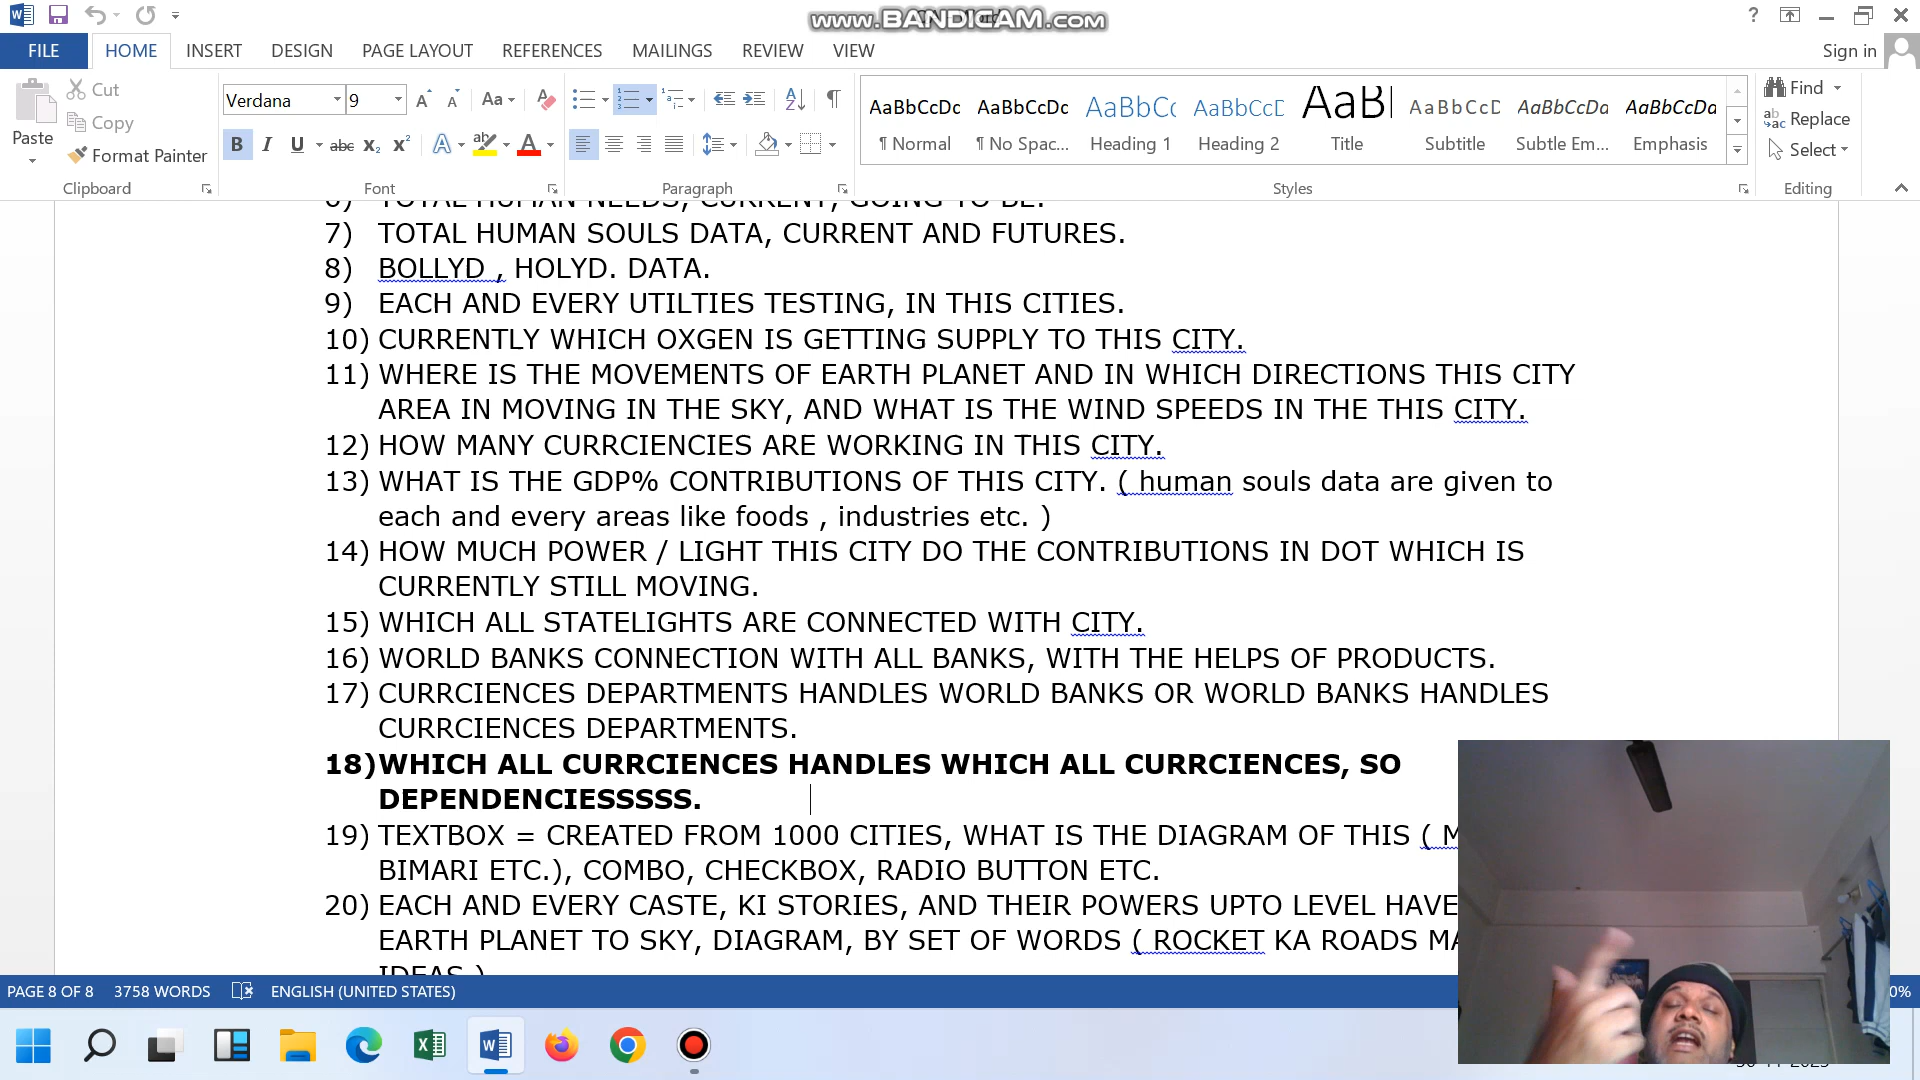 www.BANDICAM.com
?
FILE HOME INSERT DESIGN PAGE LAYOUT REFERENCES MAILINGS REVIEW VIEW Sign in
Paste
Cut
Copy
Format Painter
Verdana 9
AaBbCcDc AaBbCcDc AaBbCc AaBbCcD AaBl AaBbCcD AaBbCcDa AaBbCcDa
¶ Normal ¶ No Spac... Heading 1 Heading 2 Title Subtitle Subtle Em... Emphasis
Find
Replace
Select
Clipboard Font Paragraph Styles Editing
6) TOTAL HUMAN NEEDS, CURRENT, GOING TO BE.
7) TOTAL HUMAN SOULS DATA, CURRENT AND FUTURES.
8) BOLLYD , HOLYD. DATA.
9) EACH AND EVERY UTILTIES TESTING, IN THIS CITIES.
10) CURRENTLY WHICH OXGEN IS GETTING SUPPLY TO THIS CITY.
11) WHERE IS THE MOVEMENTS OF EARTH PLANET AND IN WHICH DIRECTIONS THIS CITY
AREA IN MOVING IN THE SKY, AND WHAT IS THE WIND SPEEDS IN THE THIS CITY.
12) HOW MANY CURRCIENCIES ARE WORKING IN THIS CITY.
13) WHAT IS THE GDP% CONTRIBUTIONS OF THIS CITY. ( human souls data are given to
each and every areas like foods , industries etc. )
14) HOW MUCH POWER / LIGHT THIS CITY DO THE CONTRIBUTIONS IN DOT WHICH IS
CURRENTLY STILL MOVING.
15) WHICH ALL STATELIGHTS ARE CONNECTED WITH CITY.
16) WORLD BANKS CONNECTION WITH ALL BANKS, WITH THE HELPS OF PRODUCTS.
17) CURRCIENCES DEPARTMENTS HANDLES WORLD BANKS OR WORLD BANKS HANDLES
CURRCIENCES DEPARTMENTS.
18) WHICH ALL CURRCIENCES HANDLES WHICH ALL CURRCIENCES, SO
DEPENDENCIESSSSS.
19) TEXTBOX = CREATED FROM 1000 CITIES, WHAT IS THE DIAGRAM OF THIS (
BIMARI ETC.), COMBO, CHECKBOX, RADIO BUTTON ETC.
20) EACH AND EVERY CASTE, KI STORIES, AND THEIR POWERS UPTO LEVEL HAVE
EARTH PLANET TO SKY, DIAGRAM, BY SET OF WORDS ( ROCKET KA ROADS
IDEAS )
PAGE 8 OF 8 3758 WORDS ENGLISH (UNITED STATES)